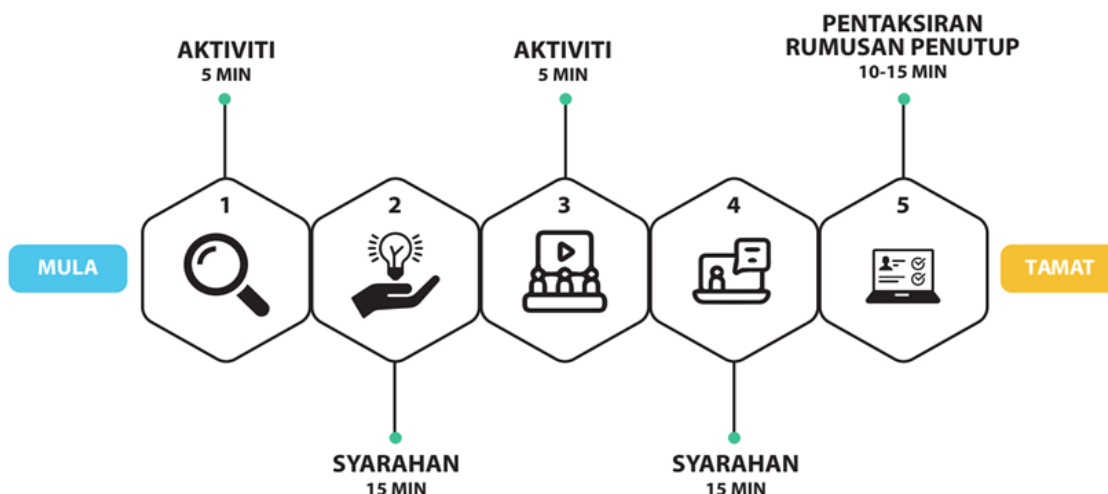 AKTIVITI
5 MIN
AKTIVITI
5 MIN
PENTAKSIRAN
RUMUSAN PENUTUP
10-15 MIN
MULA
1
2
3
4
5
TAMAT
SYARAHAN
15 MIN
SYARAHAN
15 MIN